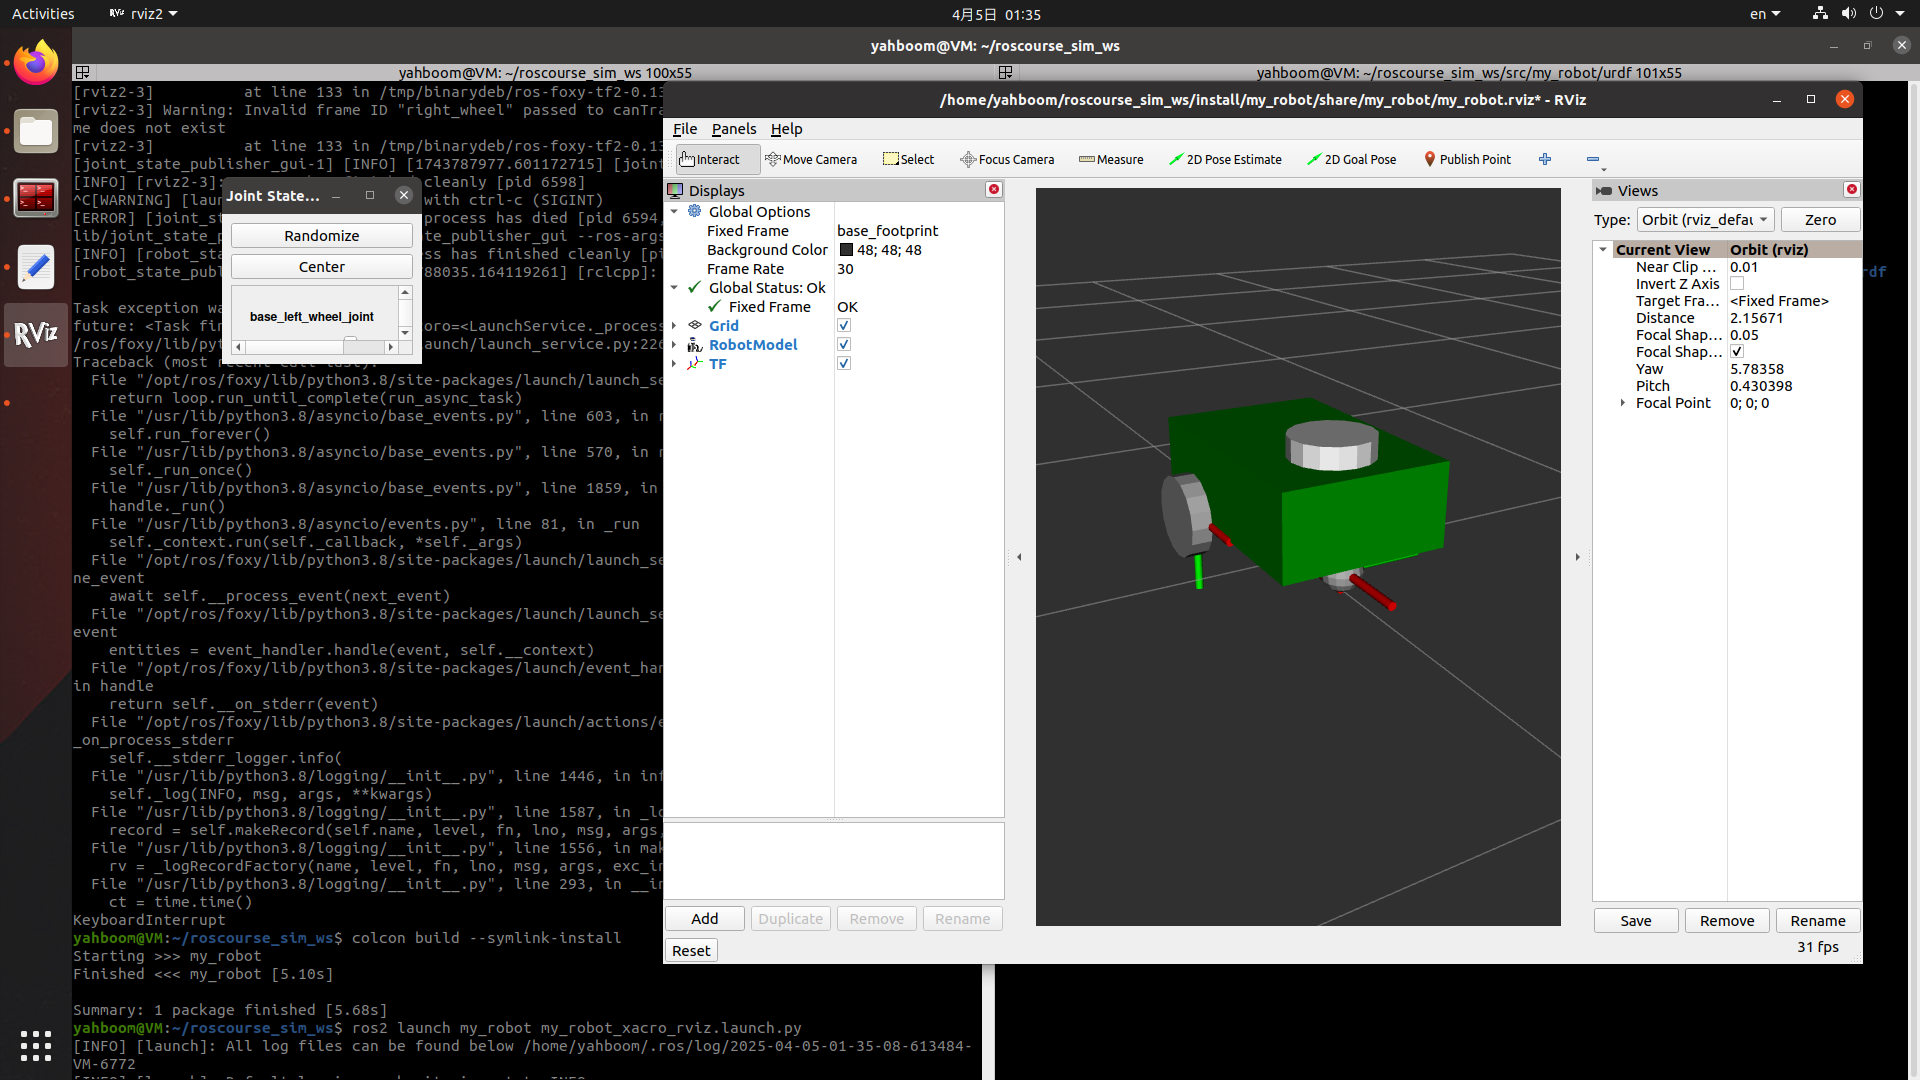 Activities
rviz2
4月5日 01:35
en
yahboom@VM: ~/roscourse_sim_ws
yahboom@VM: ~/roscourse_sim_ws 100x55
yahboom@VM: ~/roscourse_sim_ws/src/my_robot/urdf 101x55
[rviz2-3]          at line 133 in /tmp/binarydeb/ros-foxy-tf2-0.13
[rviz2-3] Warning: Invalid frame ID "right_wheel" passed to canTra
me does not exist
[rviz2-3]          at line 133 in /tmp/binarydeb/ros-foxy-tf2-0.13
[joint_state_publisher_gui-1] [INFO] [1743787977.601172715] [joint
[INFO] [rviz2-3]: cleanly [pid 6598]
^C[WARNING] [laun with ctrl-c (SIGINT)
[ERROR] [joint_st process has died [pid 6594,
lib/joint_state_p te_publisher_gui --ros-args
[INFO] [robot_sta ess has finished cleanly [pi
[robot_state_publ 788035.164119261] [rclcpp]:
Task exception wa
future: <Task fin oro=<LaunchService._process
/ros/foxy/lib/pyt aunch/launch_service.py:226
Traceback (most recent call last):
File "/opt/ros/foxy/lib/python3.8/site-packages/launch/launch_se
return loop.run_until_complete(run_async_task)
File "/usr/lib/python3.8/asyncio/base_events.py", line 603, in r
self.run_forever()
File "/usr/lib/python3.8/asyncio/base_events.py", line 570, in r
self._run_once()
File "/usr/lib/python3.8/asyncio/base_events.py", line 1859, in
handle._run()
File "/usr/lib/python3.8/asyncio/events.py", line 81, in _run
self._context.run(self._callback, *self._args)
File "/opt/ros/foxy/lib/python3.8/site-packages/launch/launch_se
ne_event
await self.__process_event(next_event)
File "/opt/ros/foxy/lib/python3.8/site-packages/launch/launch_se
event
entities = event_handler.handle(event, self.__context)
File "/opt/ros/foxy/lib/python3.8/site-packages/launch/event_han
in handle
return self.__on_stderr(event)
File "/opt/ros/foxy/lib/python3.8/site-packages/launch/actions/e
_on_process_stderr
self.__stderr_logger.info(
File "/usr/lib/python3.8/logging/__init__.py", line 1446, in inf
self._log(INFO, msg, args, **kwargs)
File "/usr/lib/python3.8/logging/__init__.py", line 1587, in _lo
record = self.makeRecord(self.name, level, fn, lno, msg, args,
File "/usr/lib/python3.8/logging/__init__.py", line 1556, in mak
rv = _logRecordFactory(name, level, fn, lno, msg, args, exc_in
File "/usr/lib/python3.8/logging/__init__.py", line 293, in __in
ct = time.time()
KeyboardInterrupt
yahboom@VM:~/roscourse_sim_ws$ colcon build --symlink-install
Starting >>> my_robot
Finished <<< my_robot [5.10s]
Summary: 1 package finished [5.68s]
yahboom@VM:~/roscourse_sim_ws$ ros2 launch my_robot my_robot_xacro_rviz.launch.py
[INFO] [launch]: All log files can be found below /home/yahboom/.ros/log/2025-04-05-01-35-08-613484-
VM-6772
rdf
Joint State...
Randomize
Center
base_left_wheel_joint
/home/yahboom/roscourse_sim_ws/install/my_robot/share/my_robot/my_robot.rviz* - RViz
File Panels Help
Interact Move Camera Select Focus Camera Measure 2D Pose Estimate 2D Goal Pose Publish Point
Displays
Global Options
Fixed Frame base_footprint
Background Color 48; 48; 48
Frame Rate 30
Global Status: Ok
Fixed Frame OK
Grid
RobotModel
TF
Add Duplicate Remove Rename
Reset
Views
Type: Orbit (rviz_defau Zero
Current View Orbit (rviz)
Near Clip ... 0.01
Invert Z Axis
Target Fra... <Fixed Frame>
Distance 2.15671
Focal Shap... 0.05
Focal Shap...
Yaw 5.78358
Pitch 0.430398
Focal Point 0; 0; 0
Save Remove Rename
31 fps
RViz